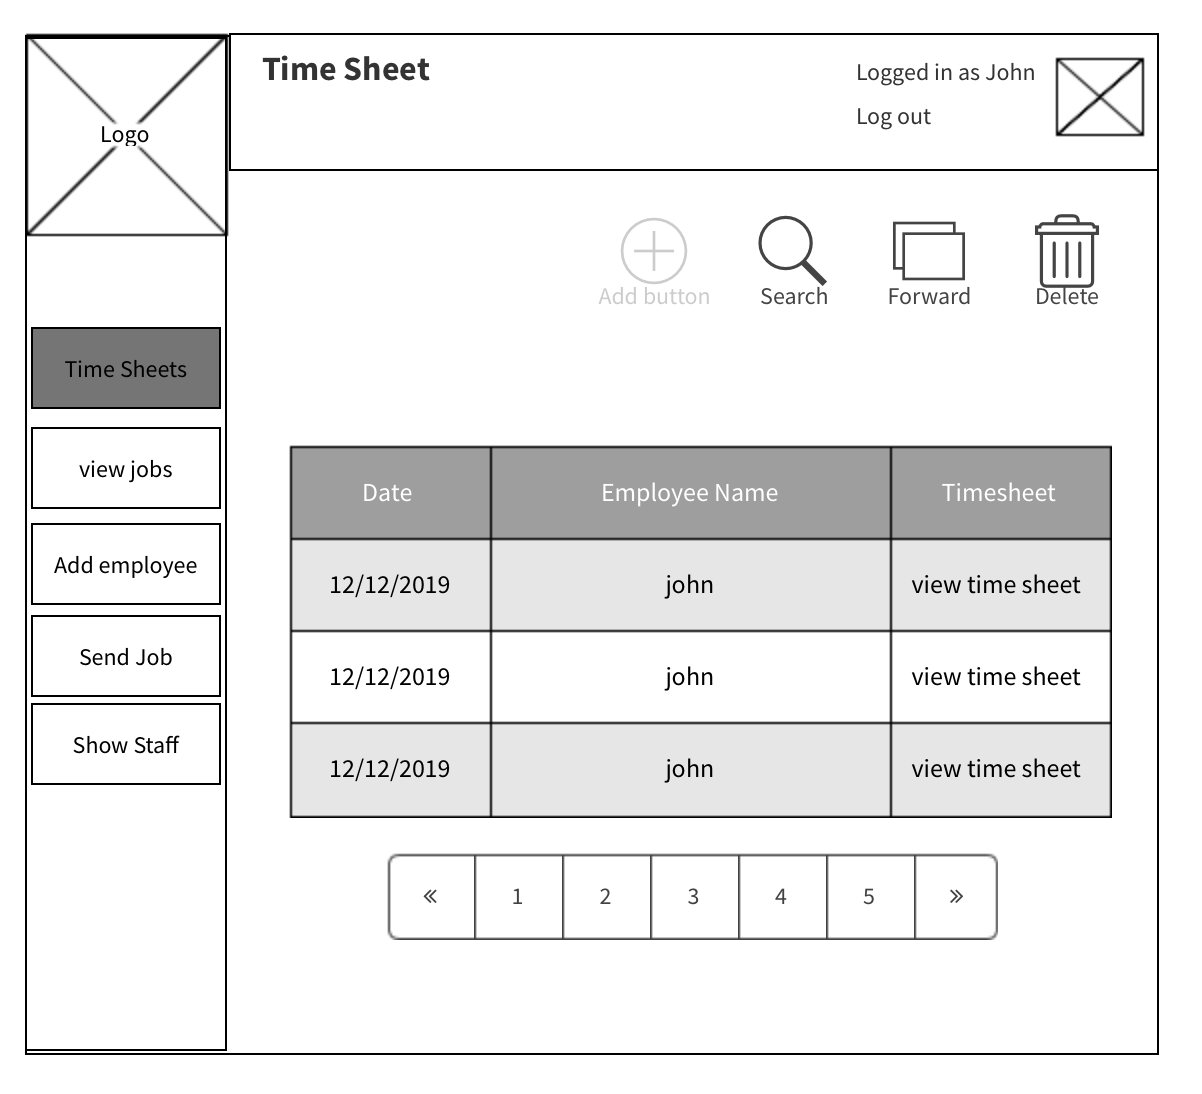 Logo
Time Sheet
Logged in as John
Log out
Add button
Search
Forward
Delete
Time Sheets
view jobs
Add employee
Send Job
Show Staff
Date Employee Name Timesheet
12/12/2019 john view time sheet
12/12/2019 john view time sheet
12/12/2019 john view time sheet
« 1 2 3 4 5 »